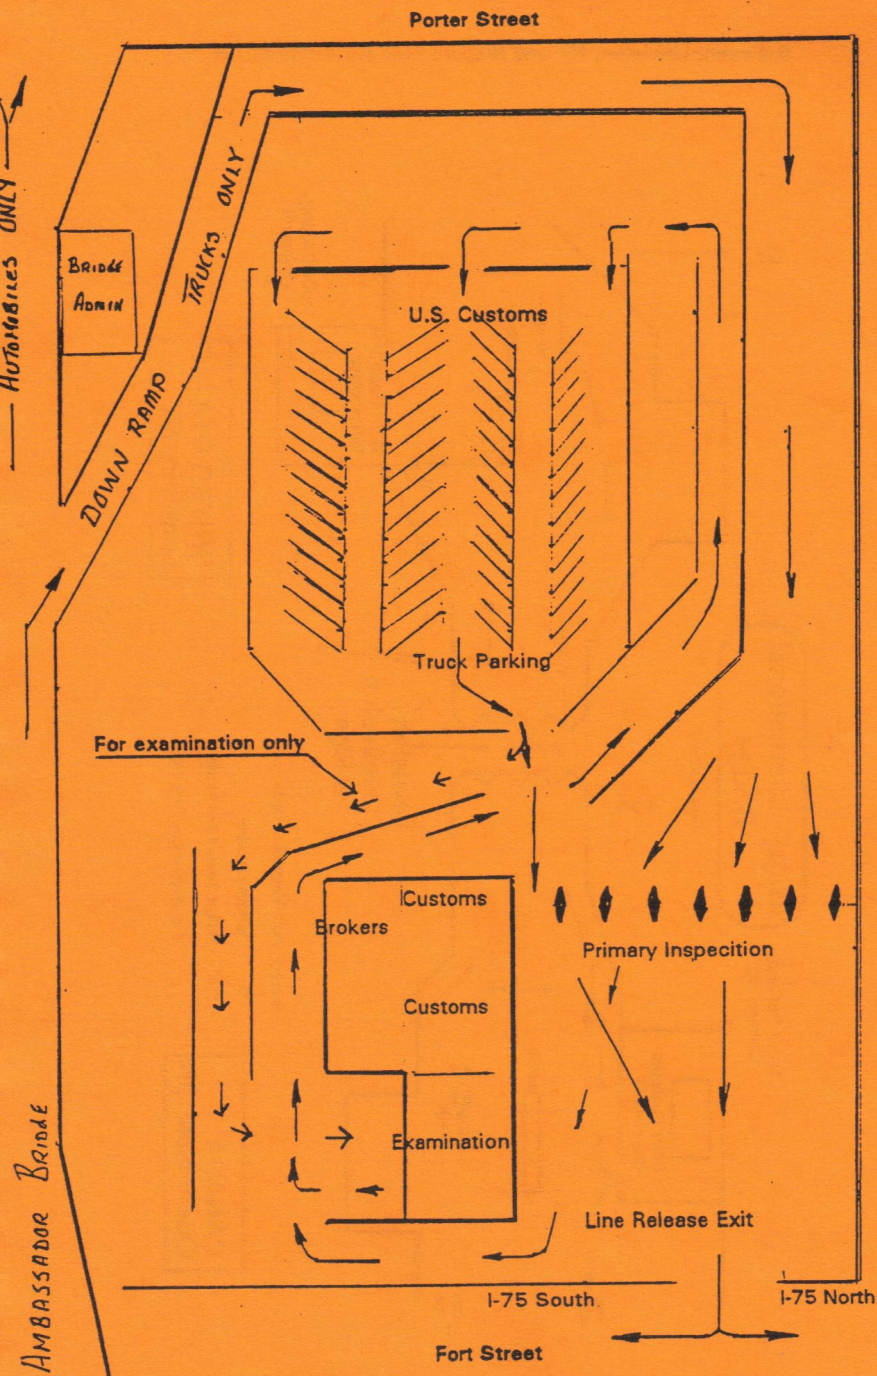 Porter Street
AUTOMOBILES ONLY
TRUCKS ONLY
BRIDGE
ADMIN
U.S. Customs
DOWN RAMP
Truck Parking
For examination only
Customs
Brokers
Primary Inspecition
Customs
Examination
AMBASSADOR BRIDGE
Line Release Exit
I-75 South
I-75 North
Fort Street